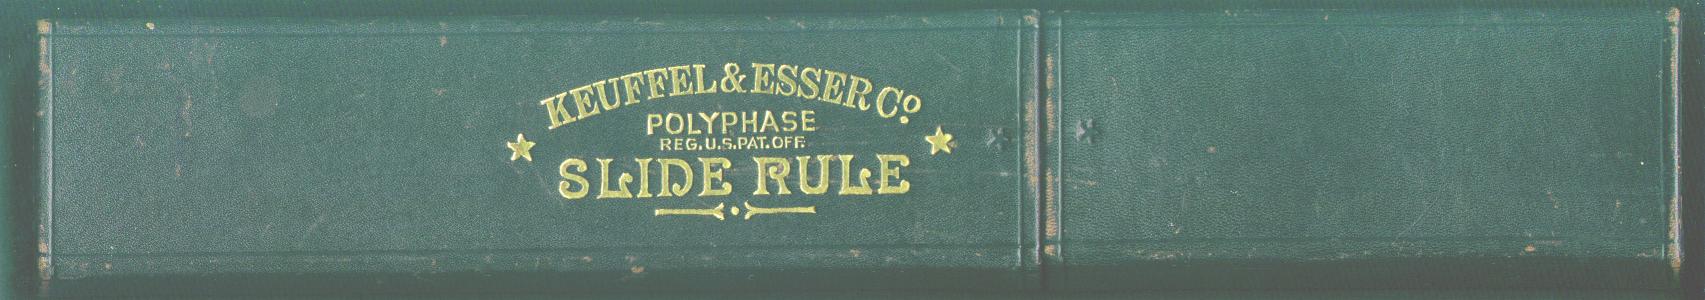 KEUFFEL & ESSER Co.
POLYPHASE
REG. U.S. PAT. OFF.
SLIDE RULE